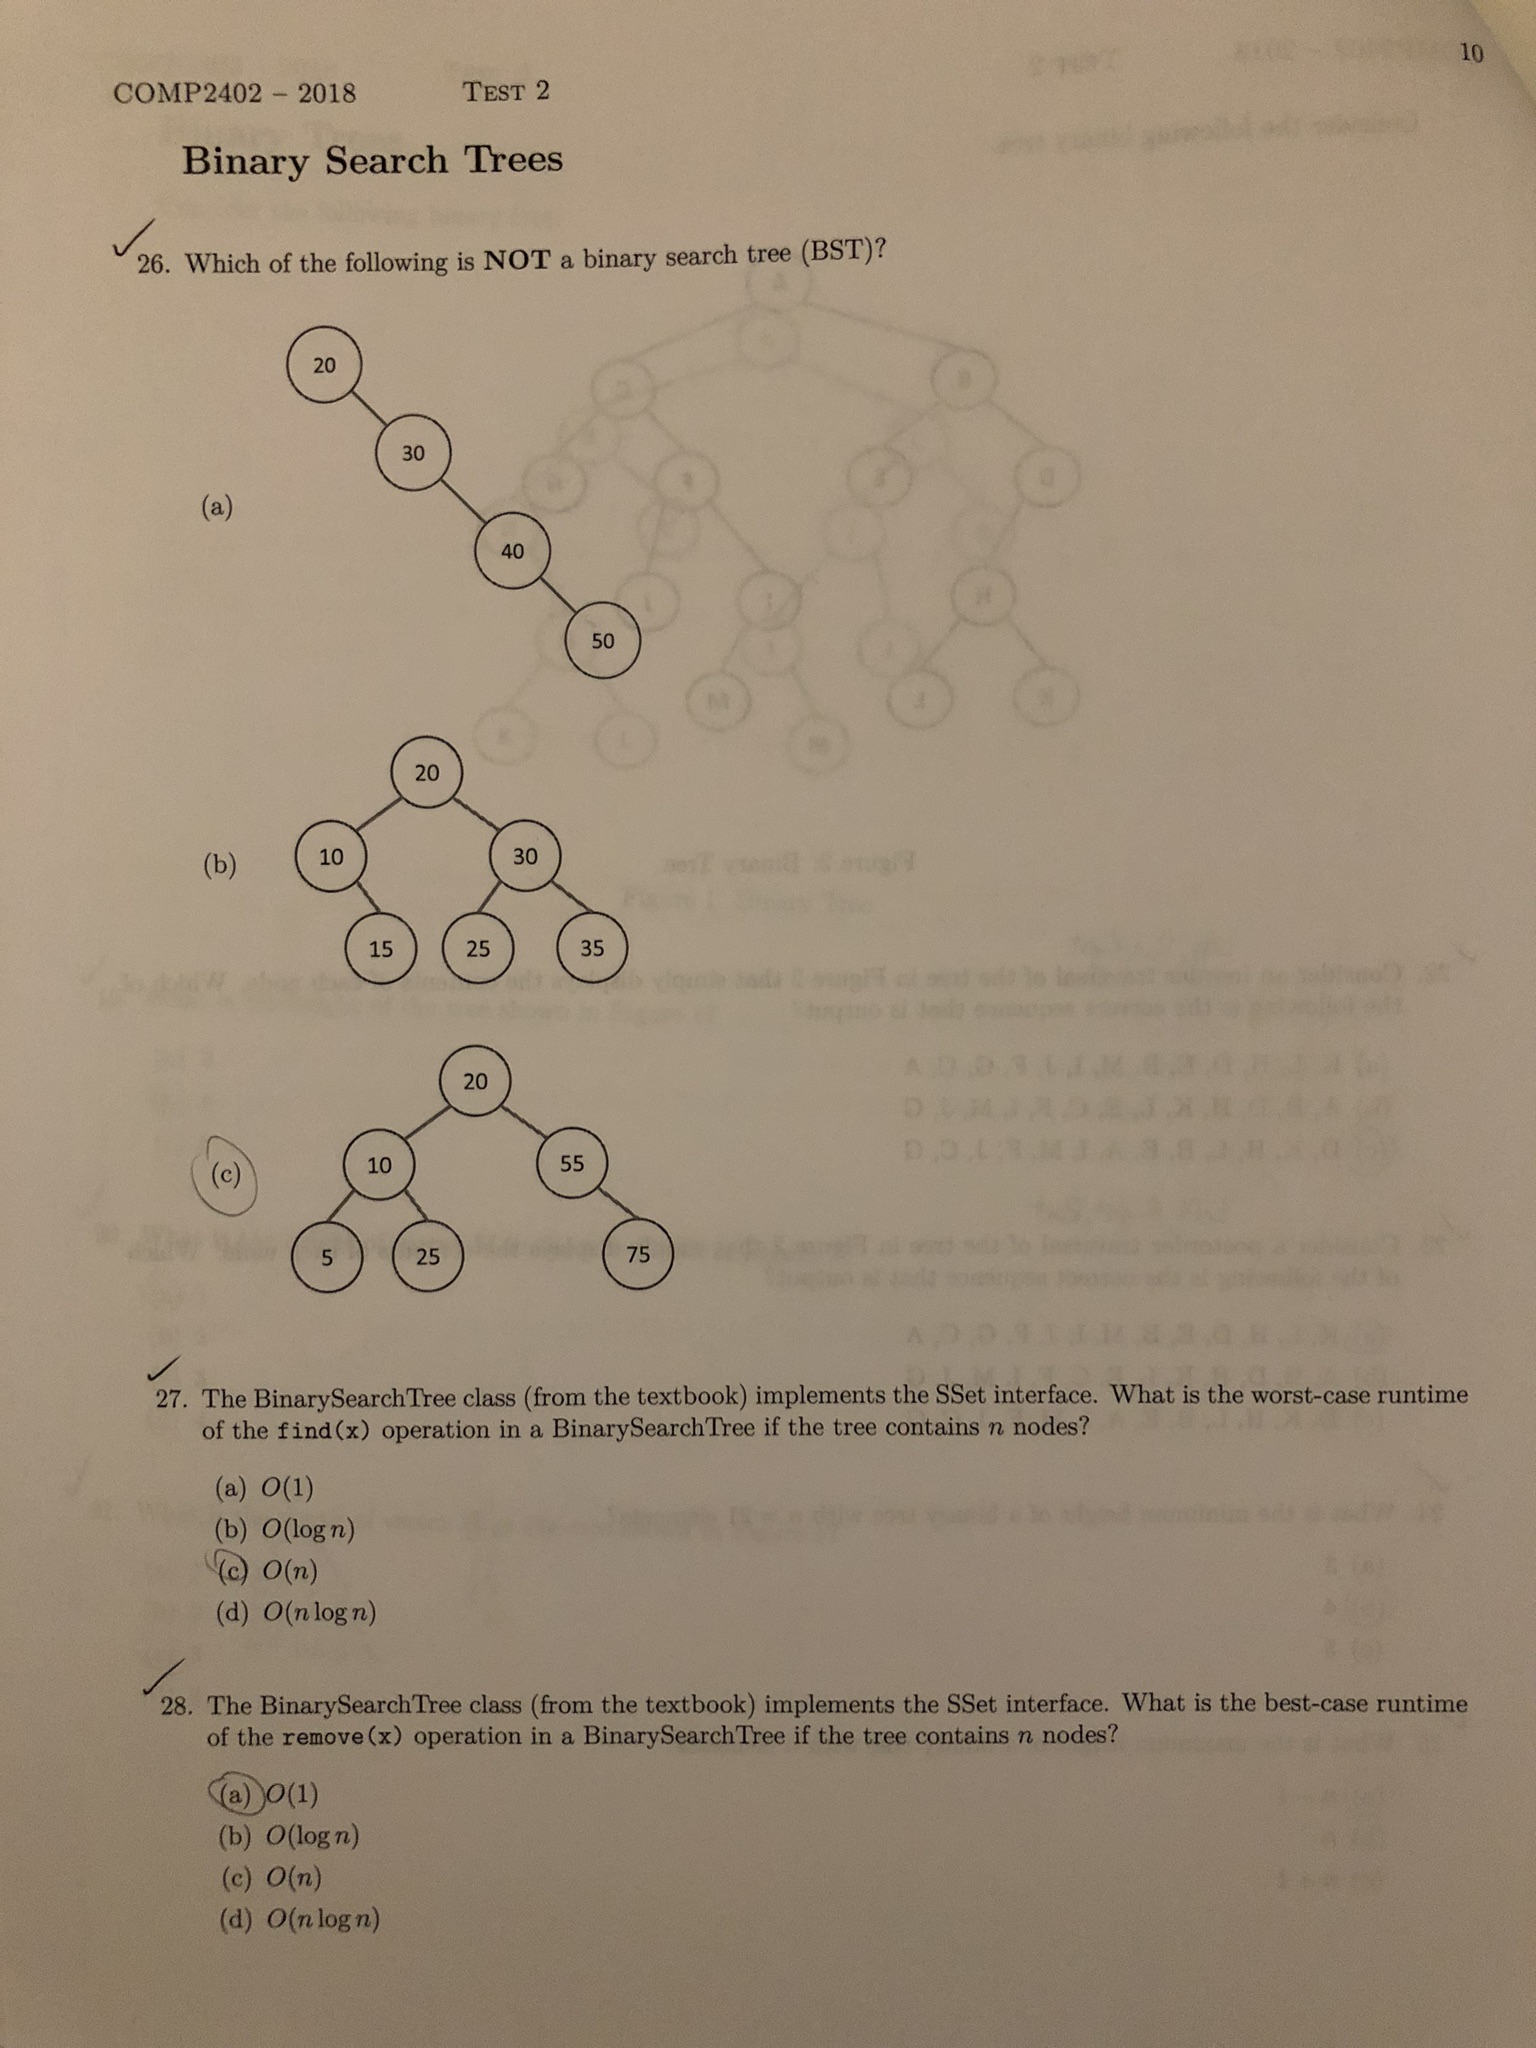 10
COMP2402 – 2018 TEST 2
Binary Search Trees
26. Which of the following is NOT a binary search tree (BST)?
20
30
(a)
40
50
20
(b) 10 30
15 25 35
20
(c) 10 55
5 25 75
27. The BinarySearchTree class (from the textbook) implements the SSet interface. What is the worst-case runtime
of the find(x) operation in a BinarySearchTree if the tree contains n nodes?
(a) O(1)
(b) O(log n)
(c) O(n)
(d) O(n log n)
28. The BinarySearchTree class (from the textbook) implements the SSet interface. What is the best-case runtime
of the remove(x) operation in a BinarySearchTree if the tree contains n nodes?
(a) O(1)
(b) O(log n)
(c) O(n)
(d) O(n log n)